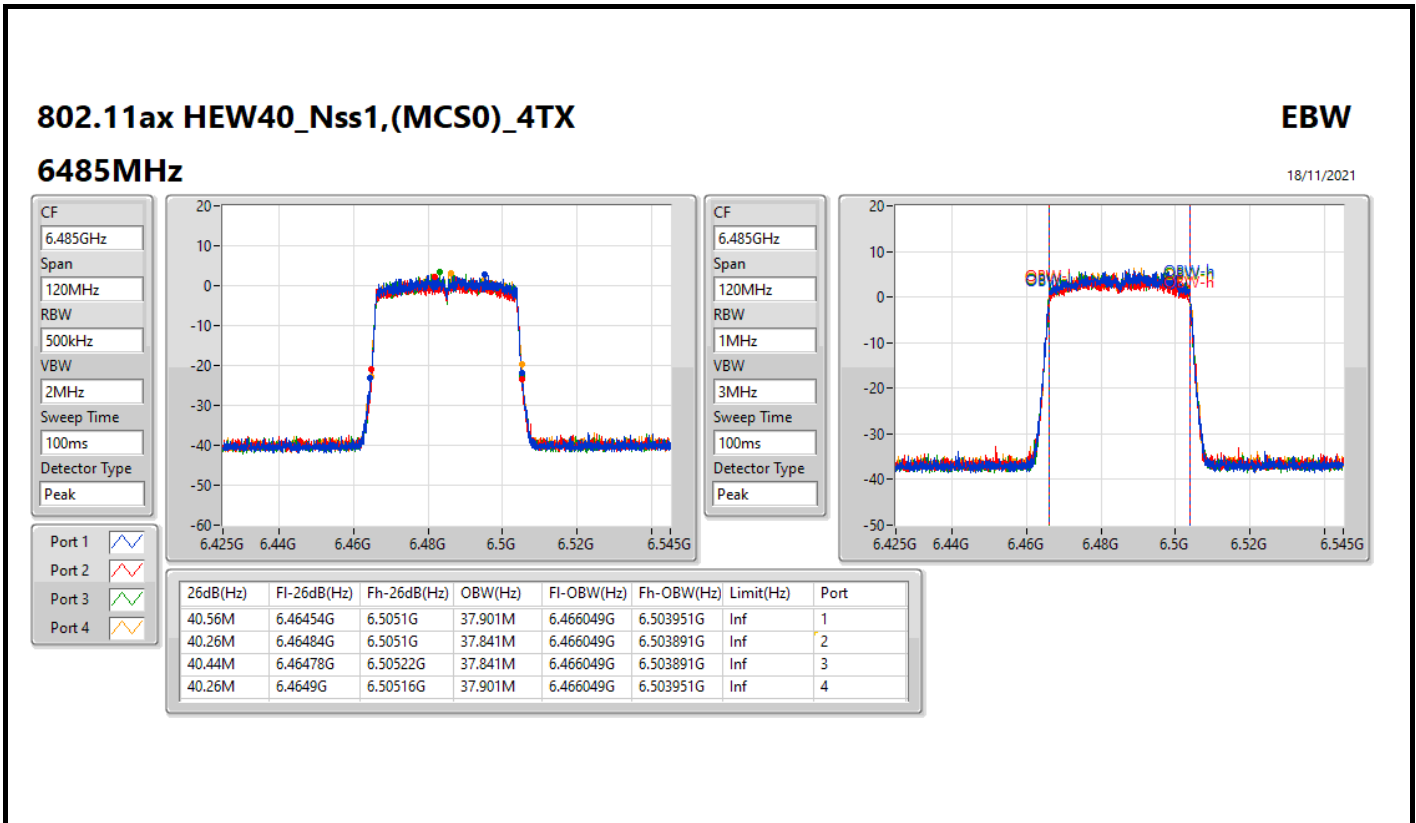 802.11ax HEW40_Nss1,(MCS0)_4TX
EBW
6485MHz
18/11/2021
CF
6.485GHz
Span
120MHz
RBW
500kHz
VBW
2MHz
Sweep Time
100ms
Detector Type
Peak
20
10
0
-10
-20
-30
-40
-50
-60
6.425G 6.44G 6.46G 6.48G 6.5G 6.52G 6.545G
CF
6.485GHz
Span
120MHz
RBW
1MHz
VBW
3MHz
Sweep Time
100ms
Detector Type
Peak
20
10
0
-10
-20
-30
-40
-50
OBW-h
OBW-h
6.425G 6.44G 6.46G 6.48G 6.5G 6.52G 6.545G
Port 1
Port 2
Port 3
Port 4
26dB(Hz) Fl-26dB(Hz) Fh-26dB(Hz) OBW(Hz) Fl-OBW(Hz) Fh-OBW(Hz) Limit(Hz) Port
40.56M 6.46454G 6.5051G 37.901M 6.466049G 6.503951G Inf 1
40.26M 6.46484G 6.5051G 37.841M 6.466049G 6.503891G Inf 2
40.44M 6.46478G 6.50522G 37.841M 6.466049G 6.503891G Inf 3
40.26M 6.4649G 6.50516G 37.901M 6.466049G 6.503951G Inf 4